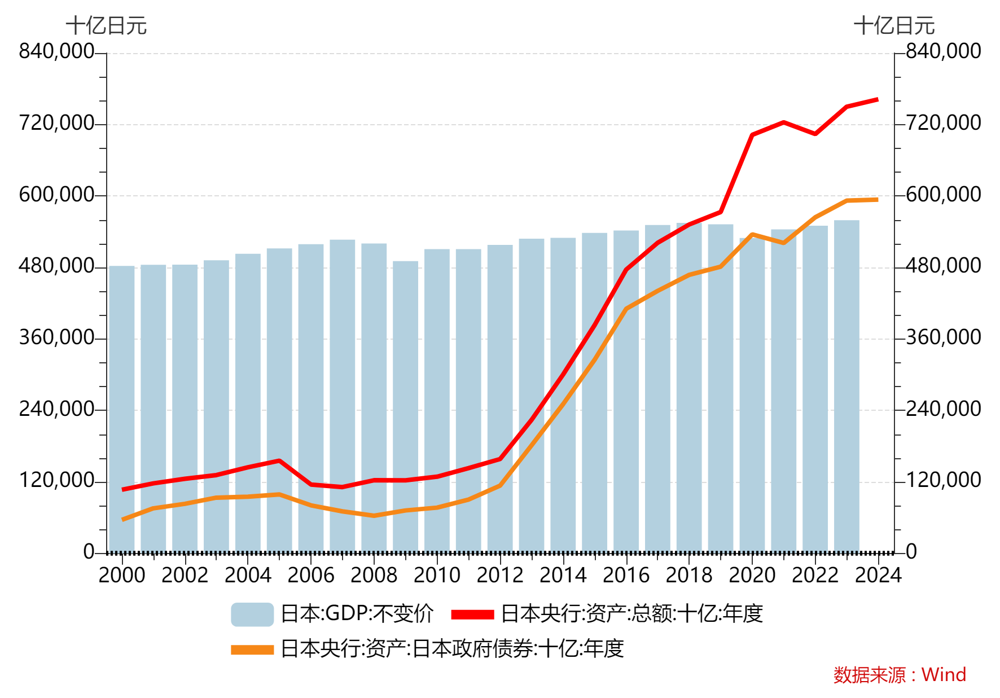 十亿日元 十亿日元
840,000 840,000
720,000 720,000
600,000 600,000
480,000 480,000
360,000 360,000
240,000 240,000
120,000 120,000
0 0
2000 2002 2004 2006 2008 2010 2012 2014 2016 2018 2020 2022 2024
日本:GDP:不变价 日本央行:资产:总额:十亿:年度
日本央行:资产:日本政府债券:十亿:年度
数据来源：Wind